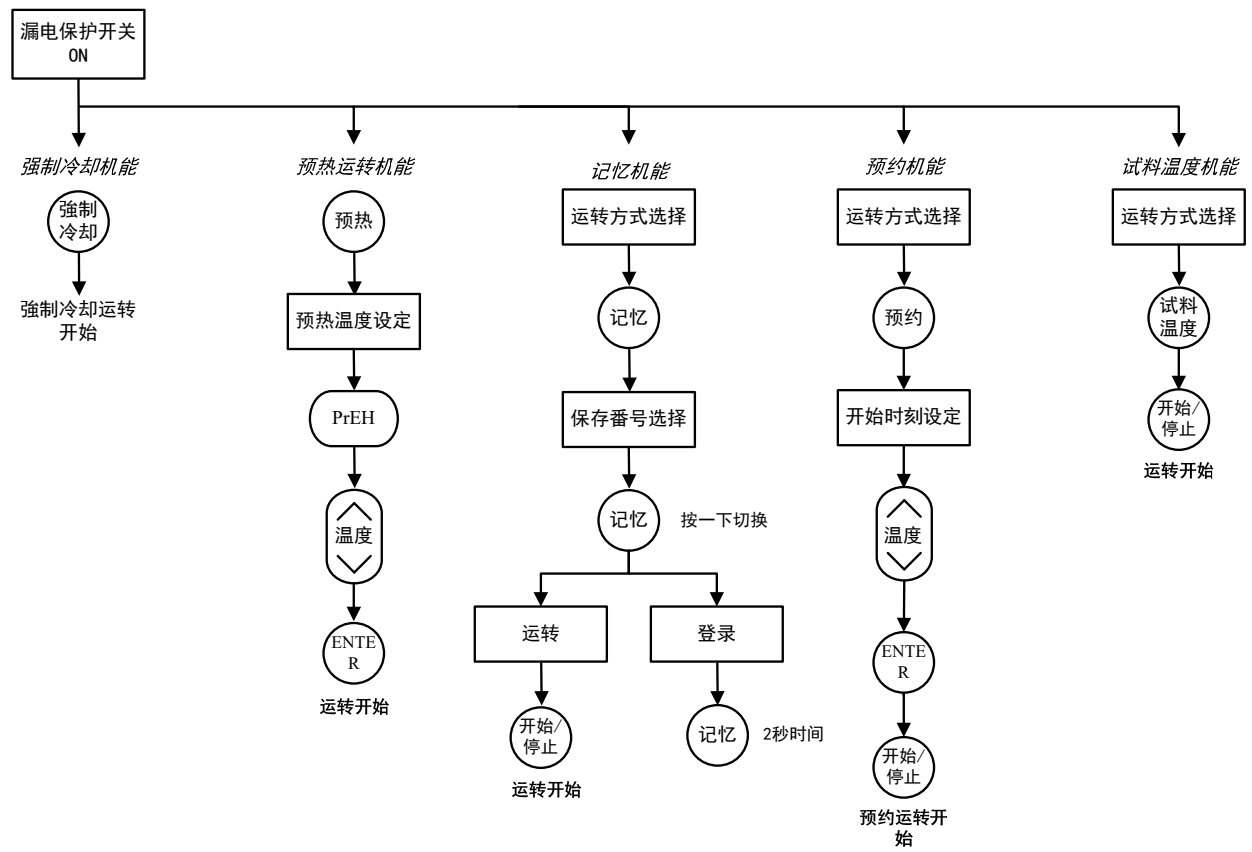 漏电保护开关
ON
强制冷却机能
強制
冷却
強制冷却运转
开始
预热运转机能
预热
预热温度设定
PrEH
温度
ENTE
R
运转开始
记忆机能
运转方式选择
记忆
保存番号选择
记忆
按一下切换
运转
开始/
停止
运转开始
登录
记忆
2秒时间
预约机能
运转方式选择
预约
开始时刻设定
温度
ENTE
R
开始/
停止
预约运转开
始
试料温度机能
运转方式选择
试料
温度
开始/
停止
运转开始